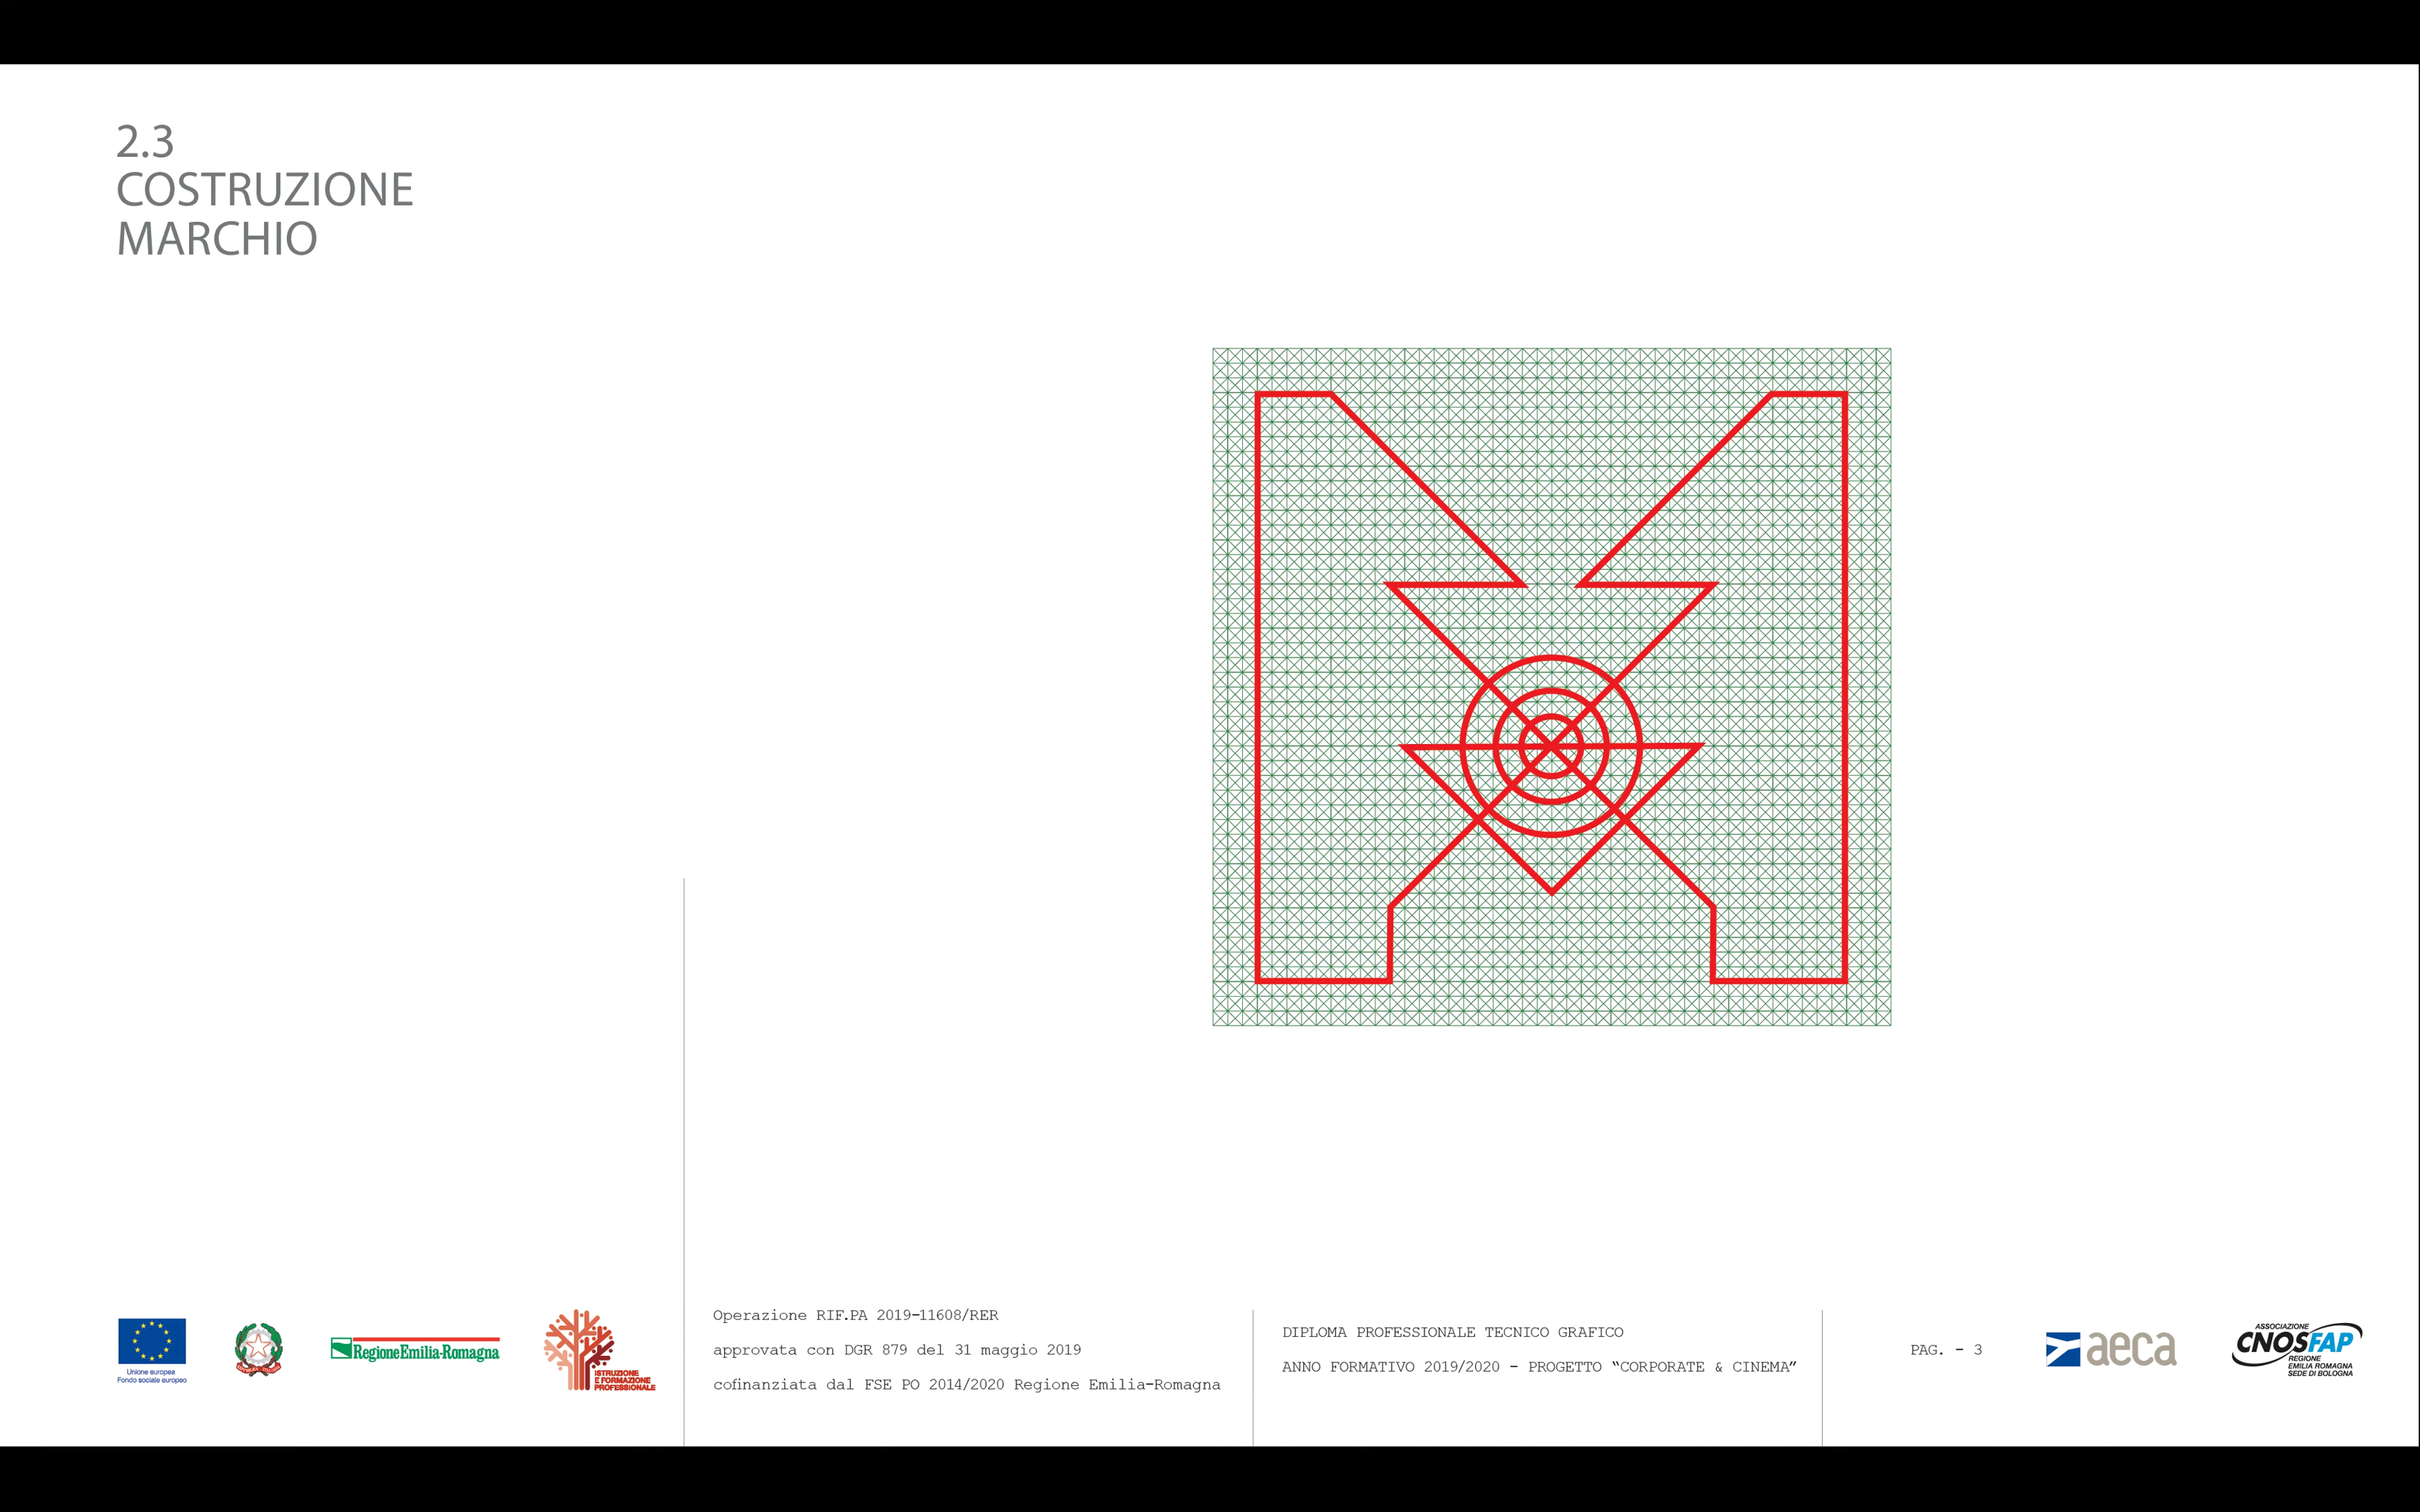 2.3
COSTRUZIONE
MARCHIO
Unione europea
Fondo sociale europeo
RegioneEmilia-Romagna
ISTRUZIONE
E FORMAZIONE
PROFESSIONALE
Operazione RIF.PA 2019-11608/RER
approvata con DGR 879 del 31 maggio 2019
cofinanziata dal FSE PO 2014/2020 Regione Emilia-Romagna
DIPLOMA PROFESSIONALE TECNICO GRAFICO
ANNO FORMATIVO 2019/2020 - PROGETTO “CORPORATE & CINEMA”
PAG. - 3
aeca
ASSOCIAZIONE
CNOSFAP
REGIONE
EMILIA ROMAGNA
SEDE DI BOLOGNA